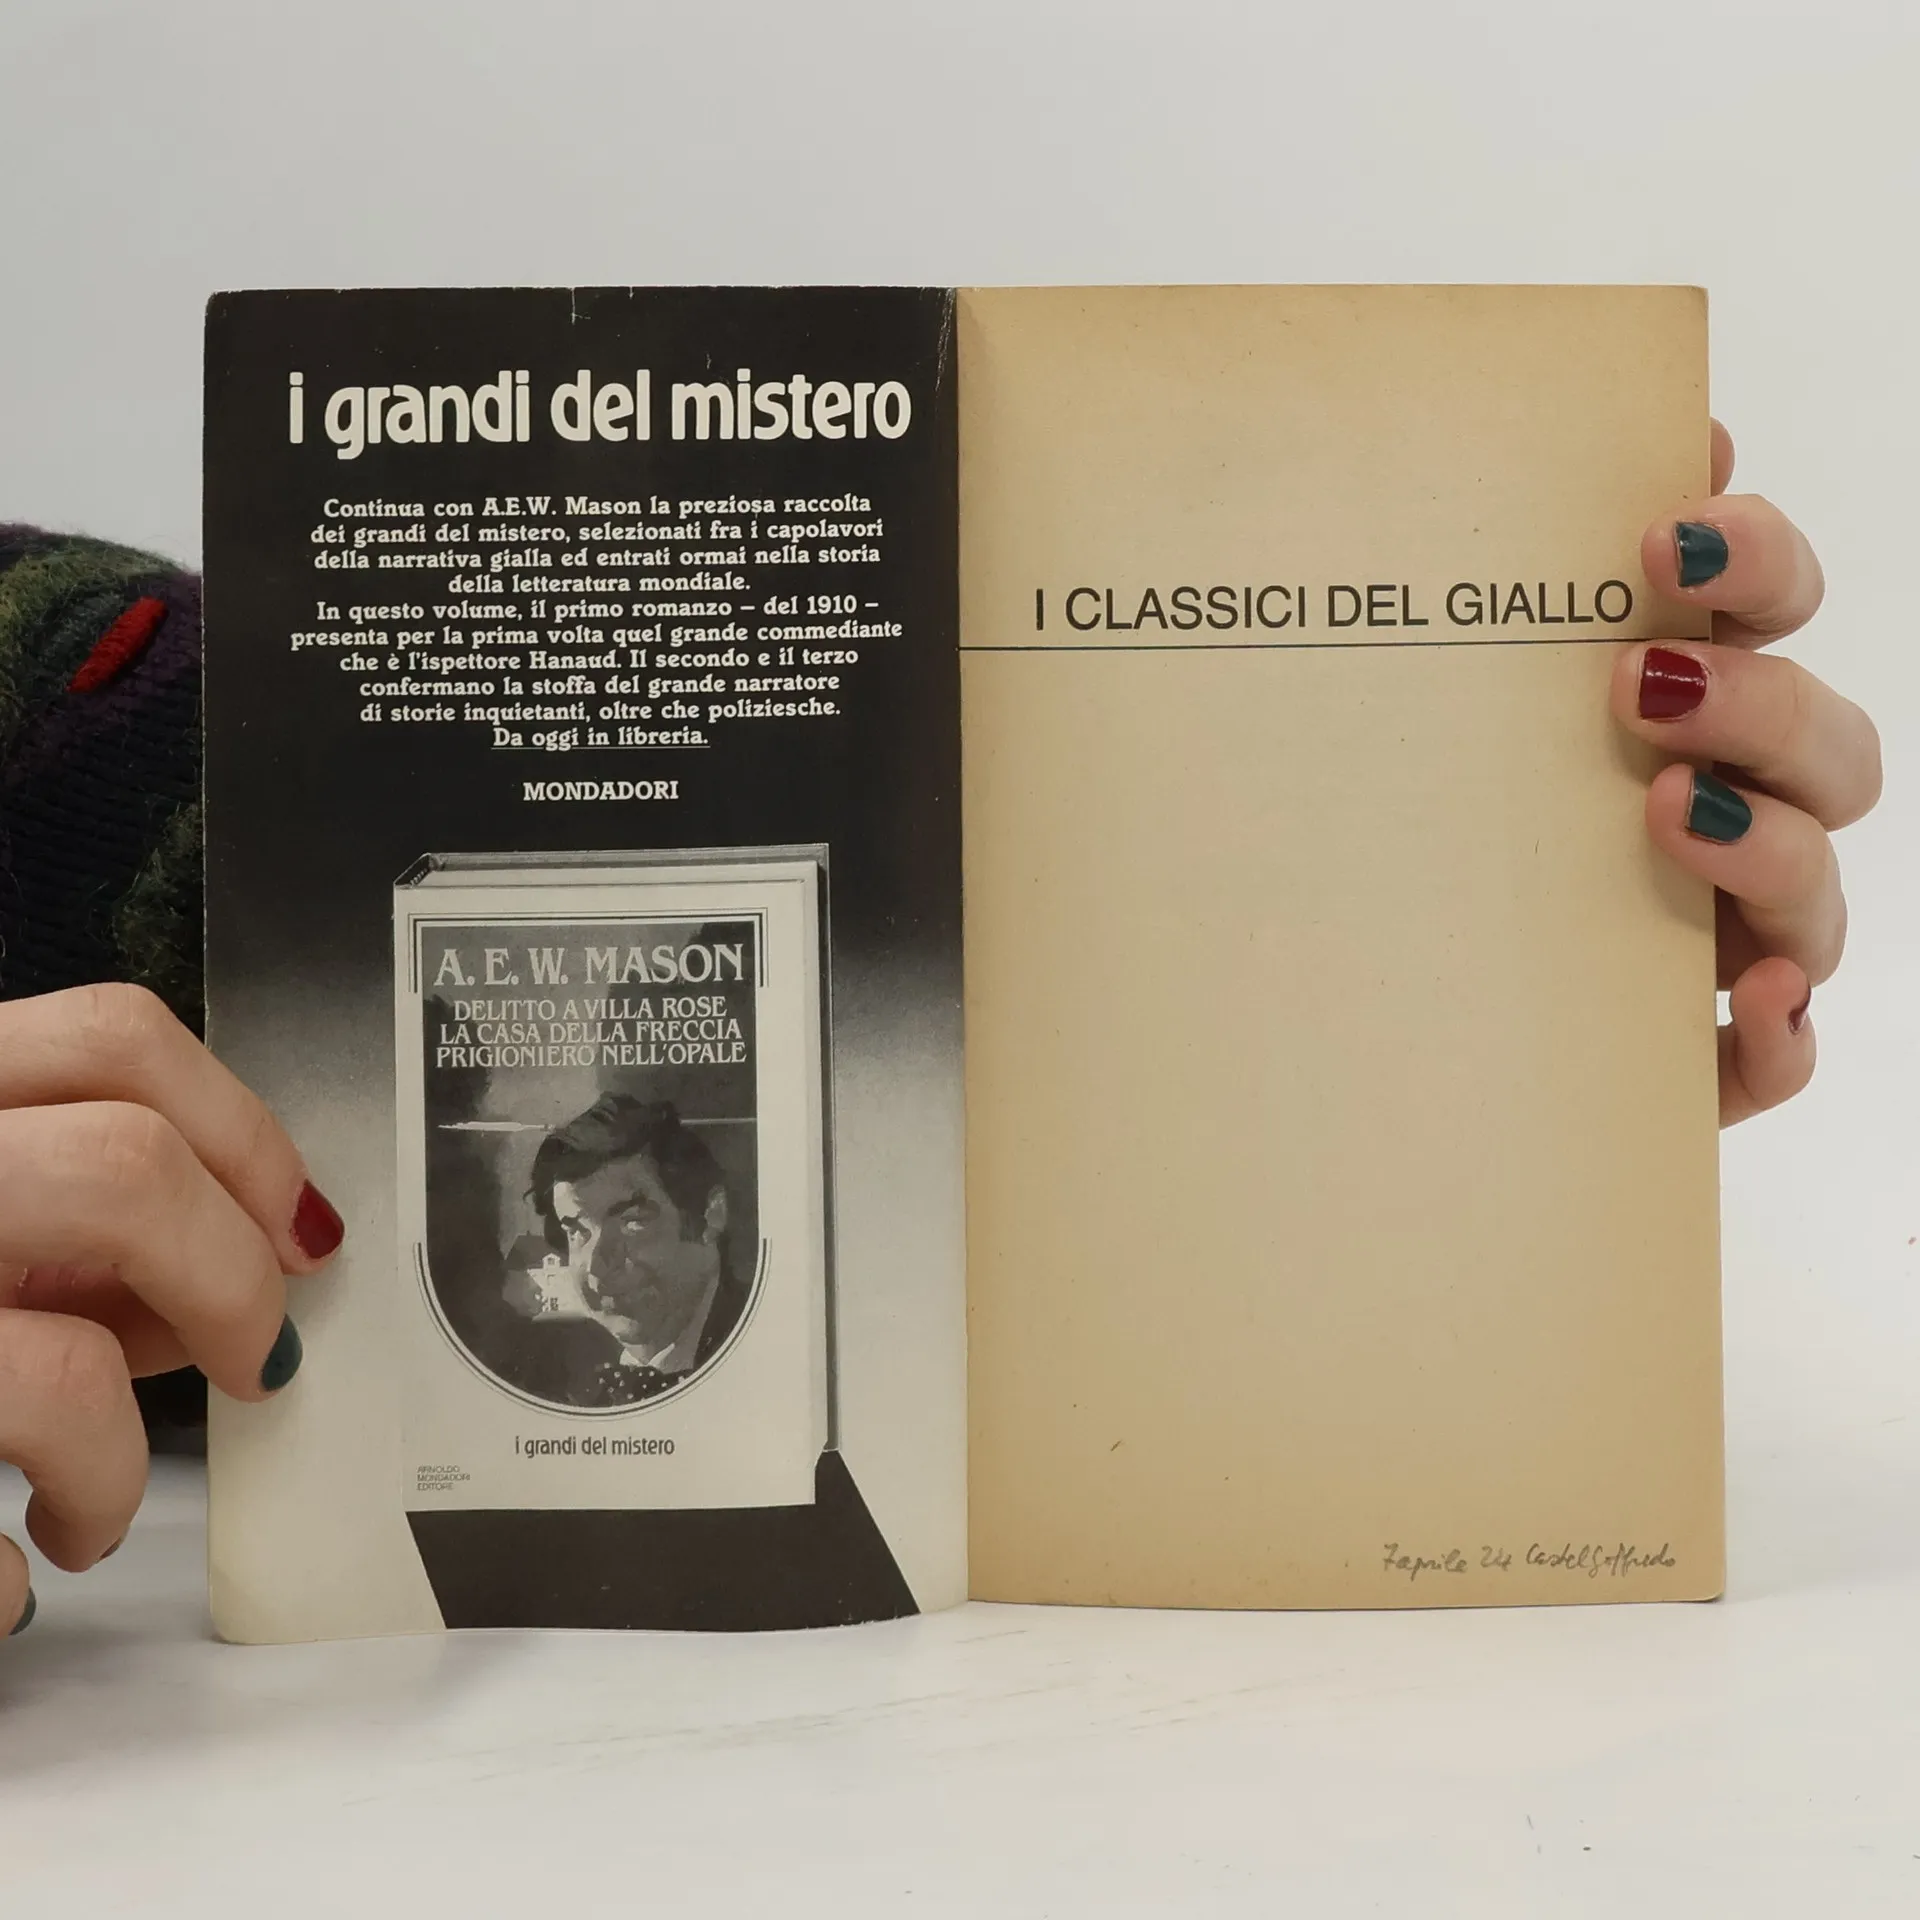 i grandi del mistero
Continua con A.E.W. Mason la preziosa raccolta
dei grandi del mistero, selezionati fra i capolavori
della narrativa gialla ed entrati ormai nella storia
della letteratura mondiale.
In questo volume, il primo romanzo – del 1910 –
presenta per la prima volta quel grande commediante
che è l'ispettore Hanaud. Il secondo e il terzo
confermano la stoffa del grande narratore
di storie inquietanti, oltre che poliziesche.
Da oggi in libreria.
MONDADORI
A. E. W. MASON
DELITTO A VILLA ROSE
LA CASA DELLA FRECCIA
PRIGIONIERO NELL'OPALE
i grandi del mistero
ARNOLDO
MONDADORI
EDITORE
I CLASSICI DEL GIALLO
7 aprile 24 Castelgoffredo